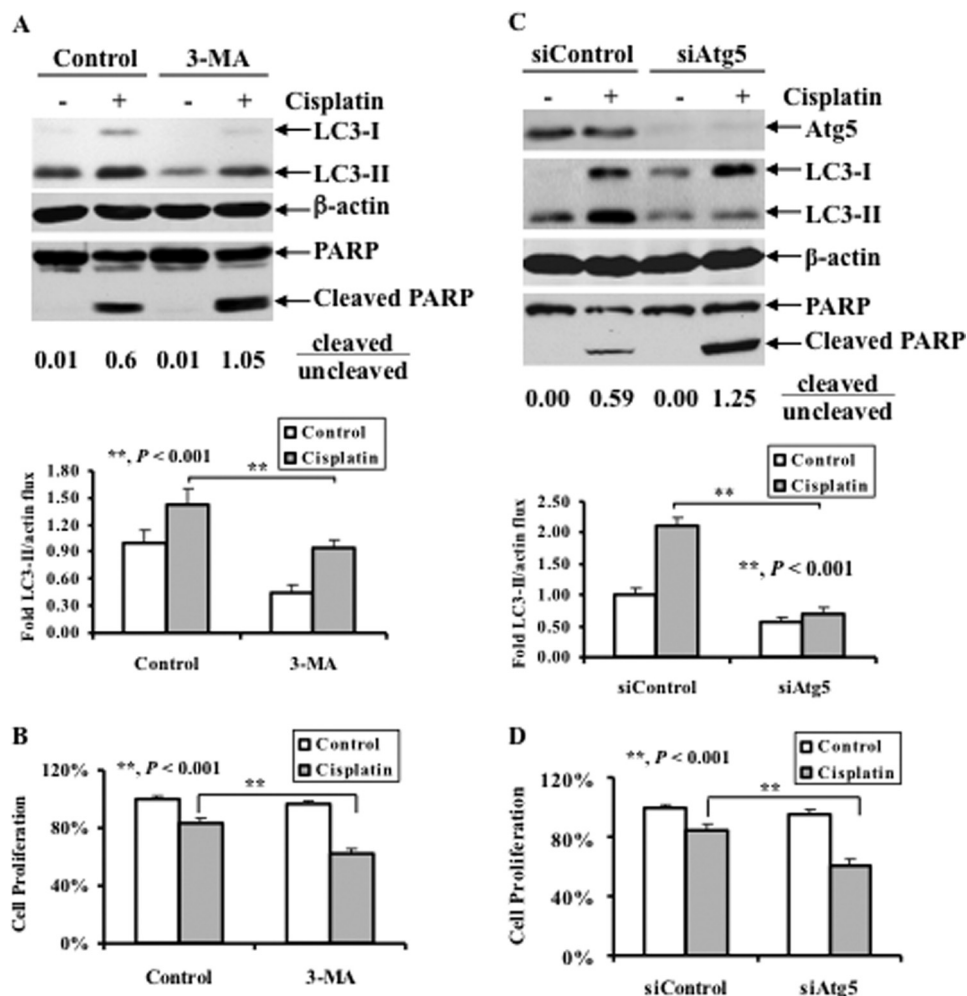 A
Control 3-MA
- + - + Cisplatin
LC3-I
LC3-II
β-actin
PARP
Cleaved PARP
0.01 0.6 0.01 1.05 cleaved
uncleaved
Control
Cisplatin
**, P < 0.001
**
1.80
1.50
1.20
0.90
0.60
0.30
0.00
Fold LC3-II/actin flux
Control 3-MA
B
Control
Cisplatin
**, P < 0.001
**
120%
80%
40%
0%
Cell Proliferation
Control 3-MA
C
siControl siAtg5
- + - + Cisplatin
Atg5
LC3-I
LC3-II
β-actin
PARP
Cleaved PARP
0.00 0.59 0.00 1.25 cleaved
uncleaved
Control
Cisplatin
**
**, P < 0.001
2.50
2.00
1.50
1.00
0.50
0.00
Fold LC3-II/actin flux
siControl siAtg5
D
Control
Cisplatin
**, P < 0.001
**
120%
80%
40%
0%
Cell Proliferation
siControl siAtg5